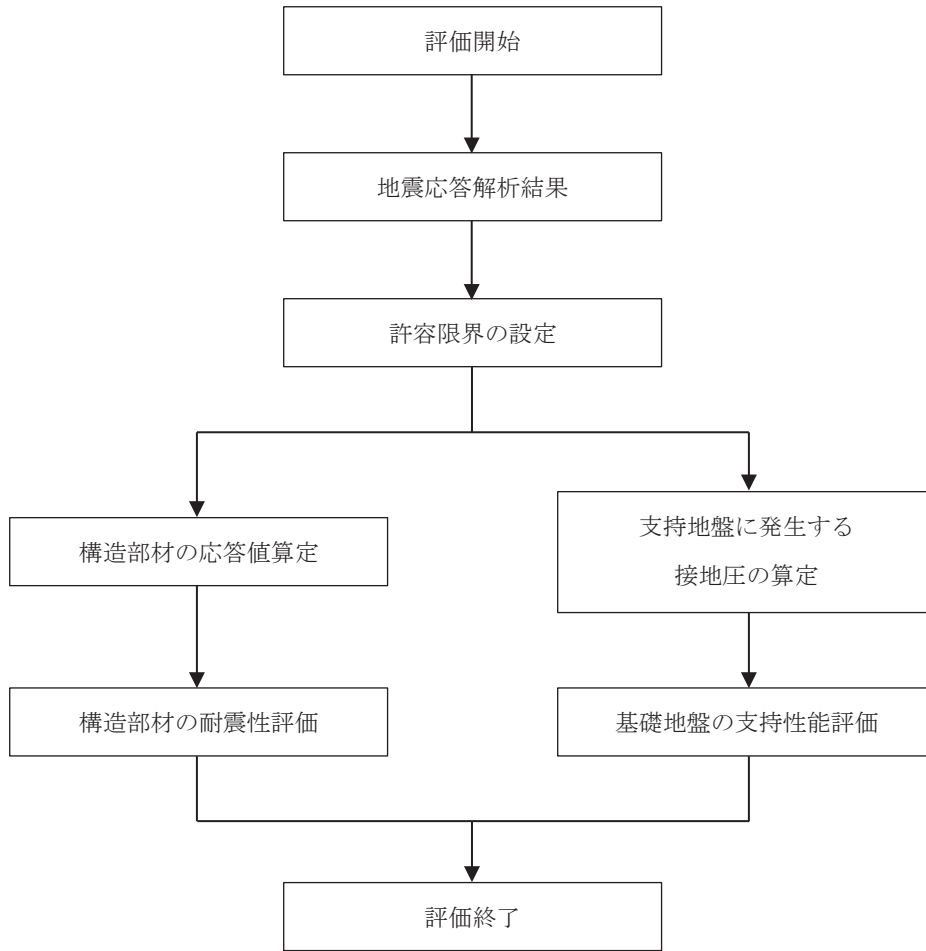 評価開始
地震応答解析結果
許容限界の設定
構造部材の応答値算定
支持地盤に発生する
接地圧の算定
構造部材の耐震性評価
基礎地盤の支持性能評価
評価終了